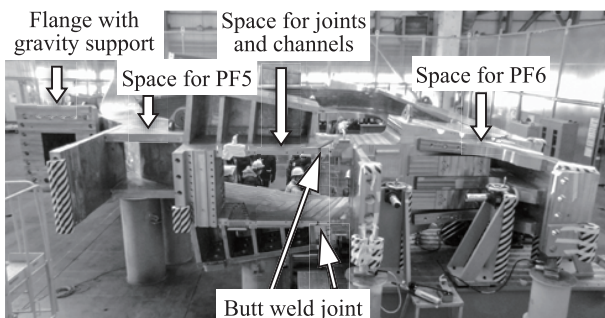 Flange with
gravity support
Space for PF5
Space for joints
and channels
Space for PF6
Butt weld joint